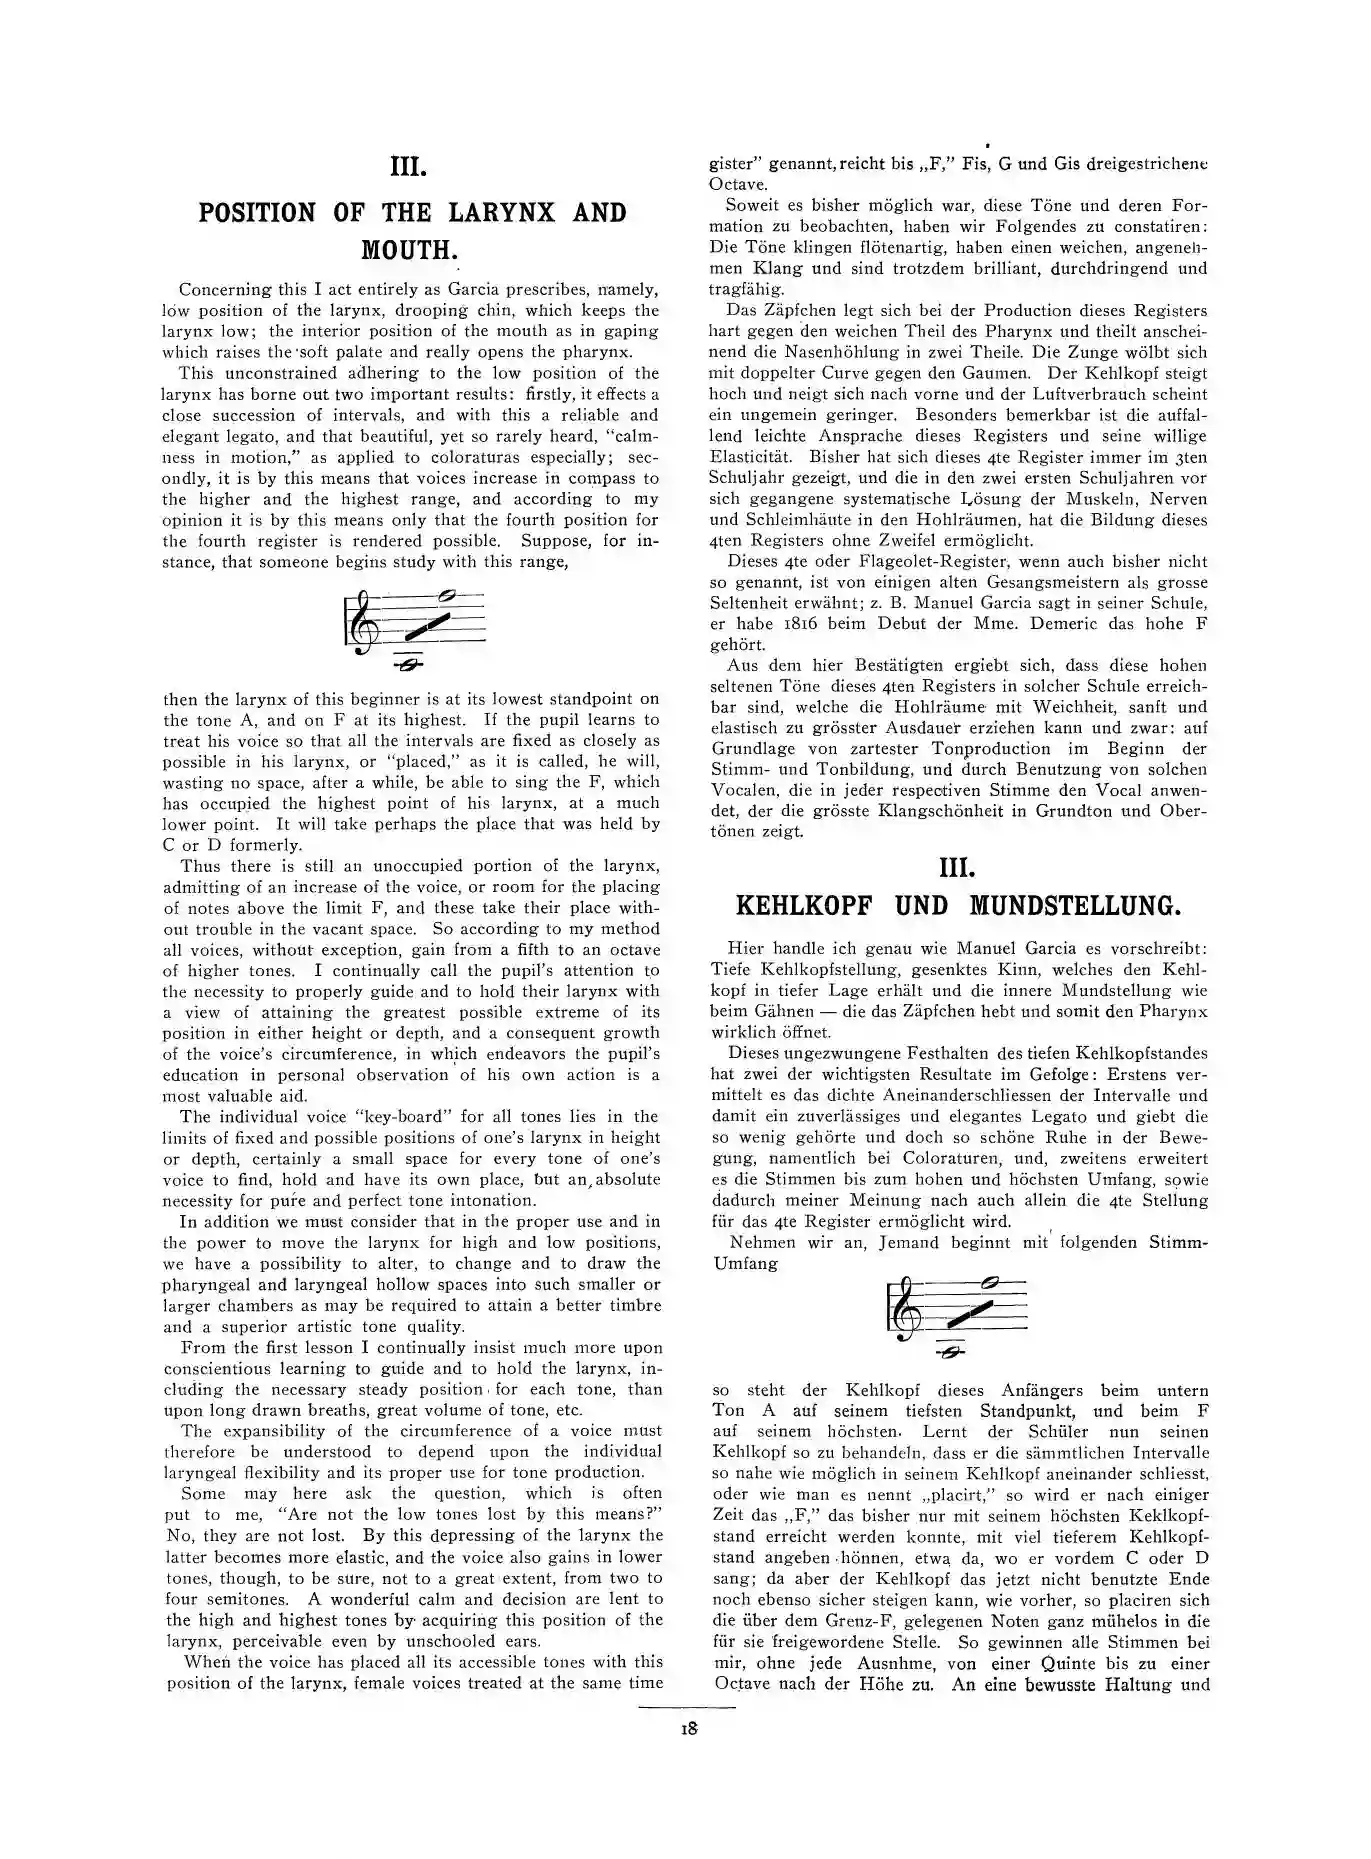 III.
POSITION OF THE LARYNX AND
MOUTH.
Concerning this I act entirely as Garcia prescribes, namely,
low position of the larynx, drooping chin, which keeps the
larynx low; the interior position of the mouth as in gaping
which raises the soft palate and really opens the pharynx.
This unconstrained adhering to the low position of the
larynx has borne out two important results: firstly, it effects a
close succession of intervals, and with this a reliable and
elegant legato, and that beautiful, yet so rarely heard, "calm-
ness in motion," as applied to coloraturas especially; sec-
ondly, it is by this means that voices increase in compass to
the higher and the highest range, and according to my
opinion it is by this means only that the fourth position for
the fourth register is rendered possible. Suppose, for in-
stance, that someone begins study with this range,
then the larynx of this beginner is at its lowest standpoint on
the tone A, and on F at its highest. If the pupil learns to
treat his voice so that all the intervals are fixed as closely as
possible in his larynx, or "placed," as it is called, he will,
wasting no space, after a while, be able to sing the F, which
has occupied the highest point of his larynx, at a much
lower point. It will take perhaps the place that was held by
C or D formerly.
Thus there is still an unoccupied portion of the larynx,
admitting of an increase of the voice, or room for the placing
of notes above the limit F, and these take their place with-
out trouble in the vacant space. So according to my method
all voices, without exception, gain from a fifth to an octave
of higher tones. I continually call the pupil's attention to
the necessity to properly guide and to hold their larynx with
a view of attaining the greatest possible extreme of its
position in either height or depth, and a consequent growth
of the voice's circumference, in which endeavors the pupil's
education in personal observation of his own action is a
most valuable aid.
The individual voice "key-board" for all tones lies in the
limits of fixed and possible positions of one's larynx in height
or depth, certainly a small space for every tone of one's
voice to find, hold and have its own place, but an absolute
necessity for pure and perfect tone intonation.
In addition we must consider that in the proper use and in
the power to move the larynx for high and low positions,
we have a possibility to alter, to change and to draw the
pharyngeal and laryngeal hollow spaces into such smaller or
larger chambers as may be required to attain a better timbre
and a superior artistic tone quality.
From the first lesson I continually insist much more upon
conscientious learning to guide and to hold the larynx, in-
cluding the necessary steady position for each tone, than
upon long drawn breaths, great volume of tone, etc.
The expansibility of the circumference of a voice must
therefore be understood to depend upon the individual
laryngeal flexibility and its proper use for tone production.
Some may here ask the question, which is often
put to me, "Are not the low tones lost by this means?"
No, they are not lost. By this depressing of the larynx the
latter becomes more elastic, and the voice also gains in lower
tones, though, to be sure, not to a great extent, from two to
four semitones. A wonderful calm and decision are lent to
the high and highest tones by acquiring this position of the
larynx, perceivable even by unschooled ears.
When the voice has placed all its accessible tones with this
position of the larynx, female voices treated at the same time
gister" genannt, reicht bis „F," Fis, G und Gis dreigestrichene
Octave.
Soweit es bisher möglich war, diese Töne und deren For-
mation zu beobachten, haben wir Folgendes zu constatiren:
Die Töne klingen flötenartig, haben einen weichen, angeneh-
men Klang und sind trotzdem brilliant, durchdringend und
tragfähig.
Das Zäpfchen legt sich bei der Production dieses Registers
hart gegen den weichen Theil des Pharynx und theilt anschei-
nend die Nasenhöhlung in zwei Theile. Die Zunge wölbt sich
mit doppelter Curve gegen den Gaumen. Der Kehlkopf steigt
hoch und neigt sich nach vorne und der Luftverbrauch scheint
ein ungemein geringer. Besonders bemerkbar ist die auffal-
lend leichte Ansprache dieses Registers und seine willige
Elasticität. Bisher hat sich dieses 4te Register immer im 3ten
Schuljahr gezeigt, und die in den zwei ersten Schuljahren vor
sich gegangene systematische Lösung der Muskeln, Nerven
und Schleimhäute in den Hohlräumen, hat die Bildung dieses
4ten Registers ohne Zweifel ermöglicht.
Dieses 4te oder Flageolet-Register, wenn auch bisher nicht
so genannt, ist von einigen alten Gesangsmeistern als grosse
Seltenheit erwähnt; z. B. Manuel Garcia sagt in seiner Schule,
er habe 1816 beim Debut der Mme. Demeric das hohe F
gehört.
Aus dem hier Bestätigten ergiebt sich, dass diese hohen
seltenen Töne dieses 4ten Registers in solcher Schule erreich-
bar sind, welche die Hohlräume mit Weichheit, sanft und
elastisch zu grösster Ausdauer erziehen kann und zwar: auf
Grundlage von zartester Tonproduction im Beginn der
Stimm- und Tonbildung, und durch Benutzung von solchen
Vocalen, die in jeder respectiven Stimme den Vocal anwen-
det, der die grösste Klangschönheit in Grundton und Ober-
tönen zeigt.
III.
KEHLKOPF UND MUNDSTELLUNG.
Hier handle ich genau wie Manuel Garcia es vorschreibt:
Tiefe Kehlkopfstellung, gesenktes Kinn, welches den Kehl-
kopf in tiefer Lage erhält und die innere Mundstellung wie
beim Gähnen — die das Zäpfchen hebt und somit den Pharynx
wirklich öffnet.
Dieses ungezwungene Festhalten des tiefen Kehlkopfstandes
hat zwei der wichtigsten Resultate im Gefolge: Erstens ver-
mittelt es das dichte Aneinanderschliessen der Intervalle und
damit ein zuverlässiges und elegantes Legato und giebt die
so wenig gehörte und doch so schöne Ruhe in der Bewe-
gung, namentlich bei Coloraturen, und, zweitens erweitert
es die Stimmen bis zum hohen und höchsten Umfang, sowie
dadurch meiner Meinung nach auch allein die 4te Stellung
für das 4te Register ermöglicht wird.
Nehmen wir an, Jemand beginnt mit folgenden Stimm-
Umfang
so steht der Kehlkopf dieses Anfängers beim untern
Ton A auf seinem tiefsten Standpunkt, und beim F
auf seinem höchsten. Lernt der Schüler nun seinen
Kehlkopf so zu behandeln, dass er die sämmtlichen Intervalle
so nahe wie möglich in seinem Kehlkopf aneinander schliesst,
oder wie man es nennt „placirt," so wird er nach einiger
Zeit das „F," das bisher nur mit seinem höchsten Keklkopf-
stand erreicht werden konnte, mit viel tieferem Kehlkopf-
stand angeben hönnen, etwa da, wo er vordem C oder D
sang; da aber der Kehlkopf das jetzt nicht benutzte Ende
noch ebenso sicher steigen kann, wie vorher, so placiren sich
die über dem Grenz-F, gelegenen Noten ganz mühelos in die
für sie freigewordene Stelle. So gewinnen alle Stimmen bei
mir, ohne jede Ausnhme, von einer Quinte bis zu einer
Octave nach der Höhe zu. An eine bewusste Haltung und
18